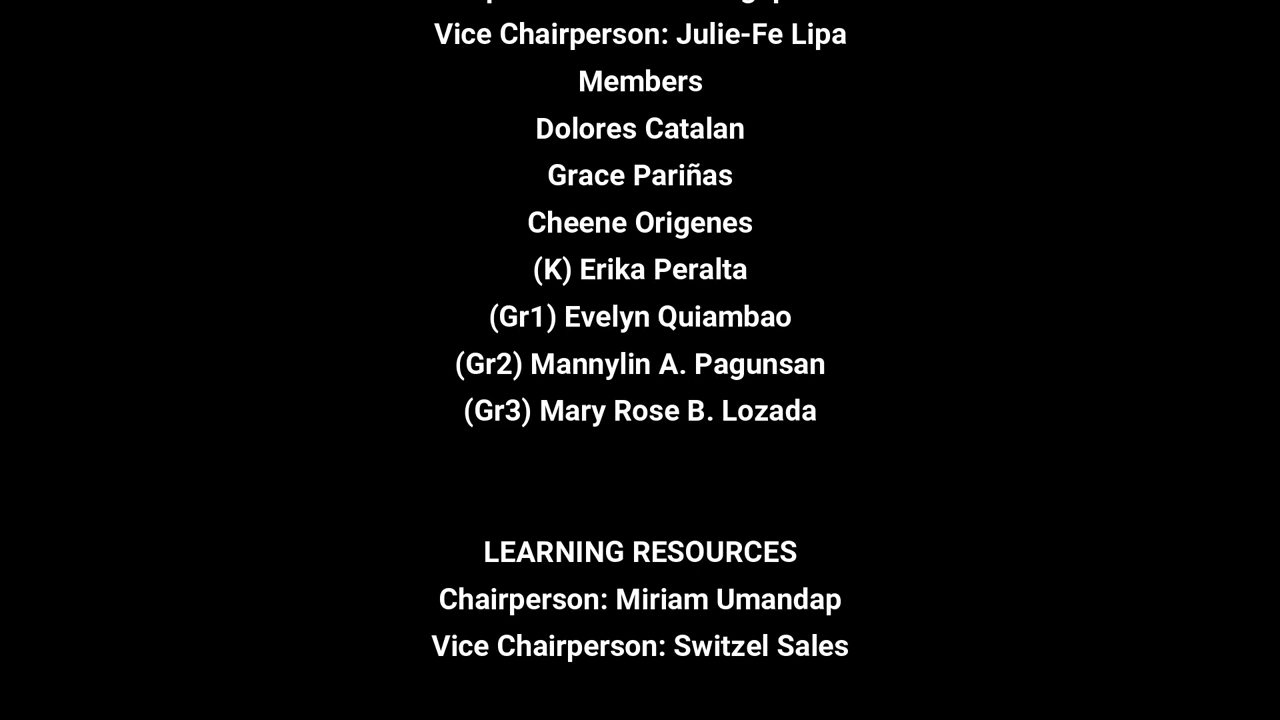 Vice Chairperson: Julie-Fe Lipa
Members
Dolores Catalan
Grace Pariñas
Cheene Origenes
(K) Erika Peralta
(Gr1) Evelyn Quiambao
(Gr2) Mannylin A. Pagunsan
(Gr3) Mary Rose B. Lozada
LEARNING RESOURCES
Chairperson: Miriam Umandap
Vice Chairperson: Switzel Sales